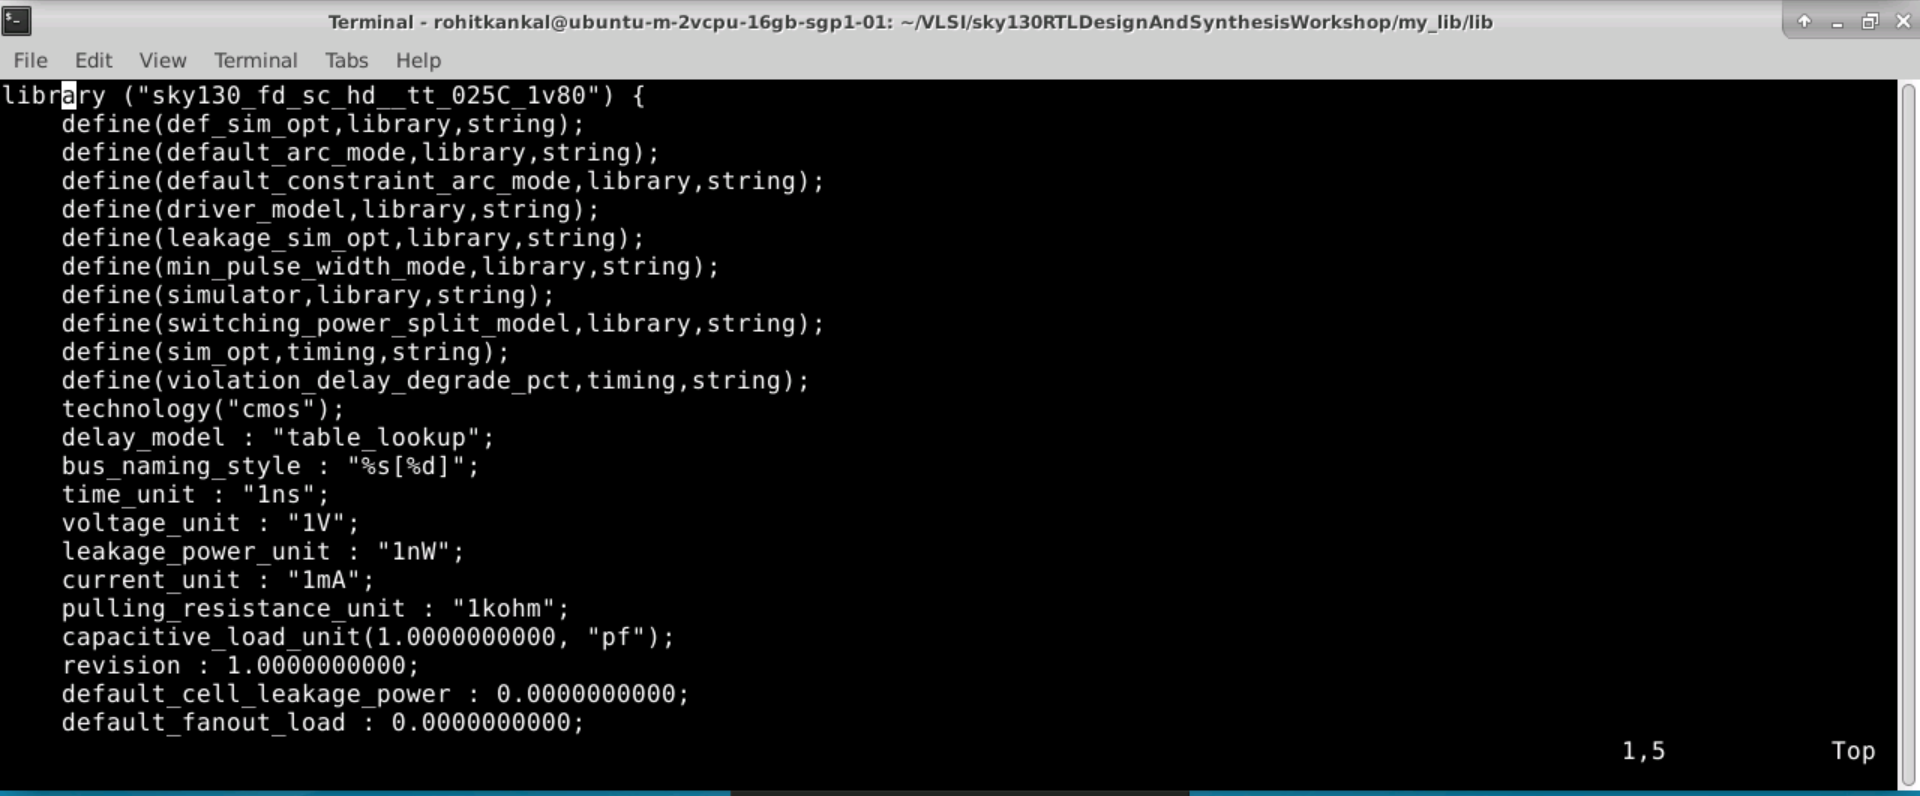 Terminal - rohitkankal@ubuntu-m-2vcpu-16gb-sgp1-01: ~/VLSI/sky130RTLDesignAndSynthesisWorkshop/my_lib/lib
File Edit View Terminal Tabs Help
library ("sky130_fd_sc_hd__tt_025C_1v80") {
    define(def_sim_opt,library,string);
    define(default_arc_mode,library,string);
    define(default_constraint_arc_mode,library,string);
    define(driver_model,library,string);
    define(leakage_sim_opt,library,string);
    define(min_pulse_width_mode,library,string);
    define(simulator,library,string);
    define(switching_power_split_model,library,string);
    define(sim_opt,timing,string);
    define(violation_delay_degrade_pct,timing,string);
    technology("cmos");
    delay_model : "table_lookup";
    bus_naming_style : "%s[%d]";
    time_unit : "1ns";
    voltage_unit : "1V";
    leakage_power_unit : "1nW";
    current_unit : "1mA";
    pulling_resistance_unit : "1kohm";
    capacitive_load_unit(1.0000000000, "pf");
    revision : 1.0000000000;
    default_cell_leakage_power : 0.0000000000;
    default_fanout_load : 0.0000000000;
1,5 Top